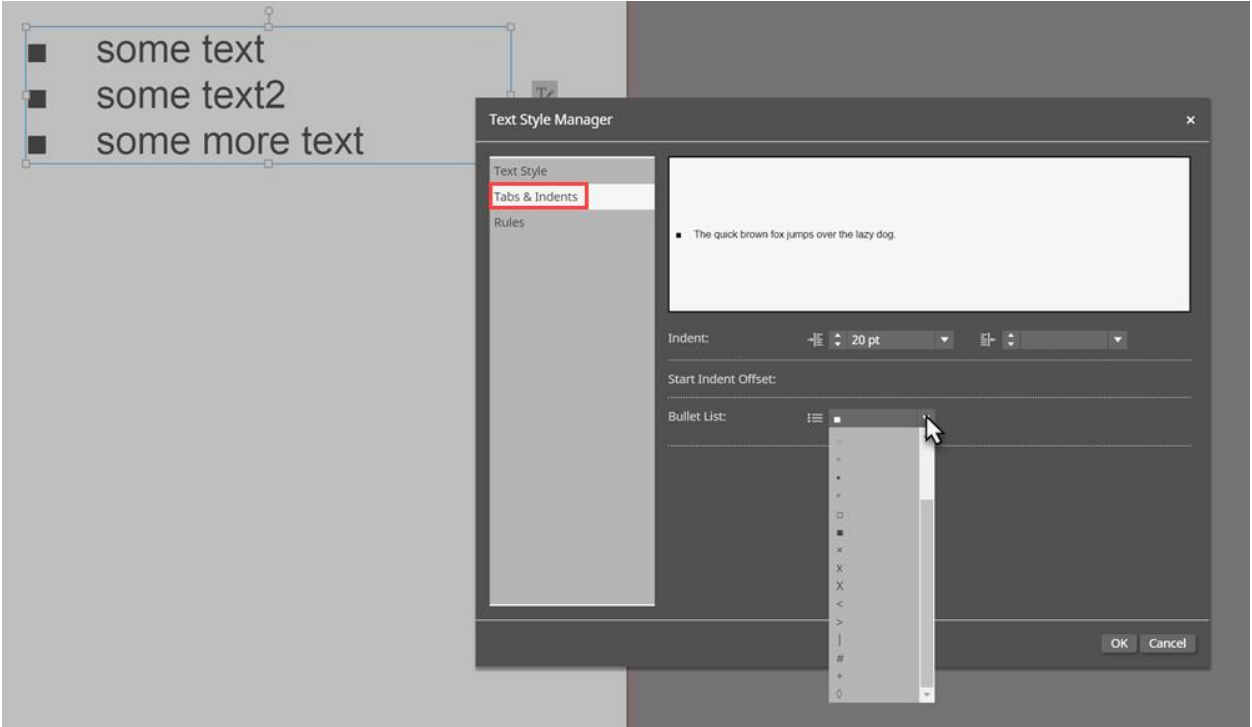 ■ some text
■ some text2
■ some more text
Text Style Manager ×
Text Style
Tabs & Indents
Rules
■ The quick brown fox jumps over the lazy dog.
Indent: 20 pt
Start Indent Offset:
Bullet List: ■
○
▫
•
▫
□
■
×
x
X
<
>
|
#
+
◊
OK Cancel